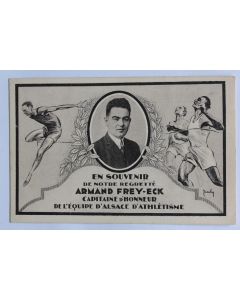 EN SOUVENIR
DE NOTRE REGRETTÉ
ARMAND FREY-ECK
CAPITAINE D'HONNEUR
DE L'ÉQUIPE D'ALSACE D'ATHLÉTISME